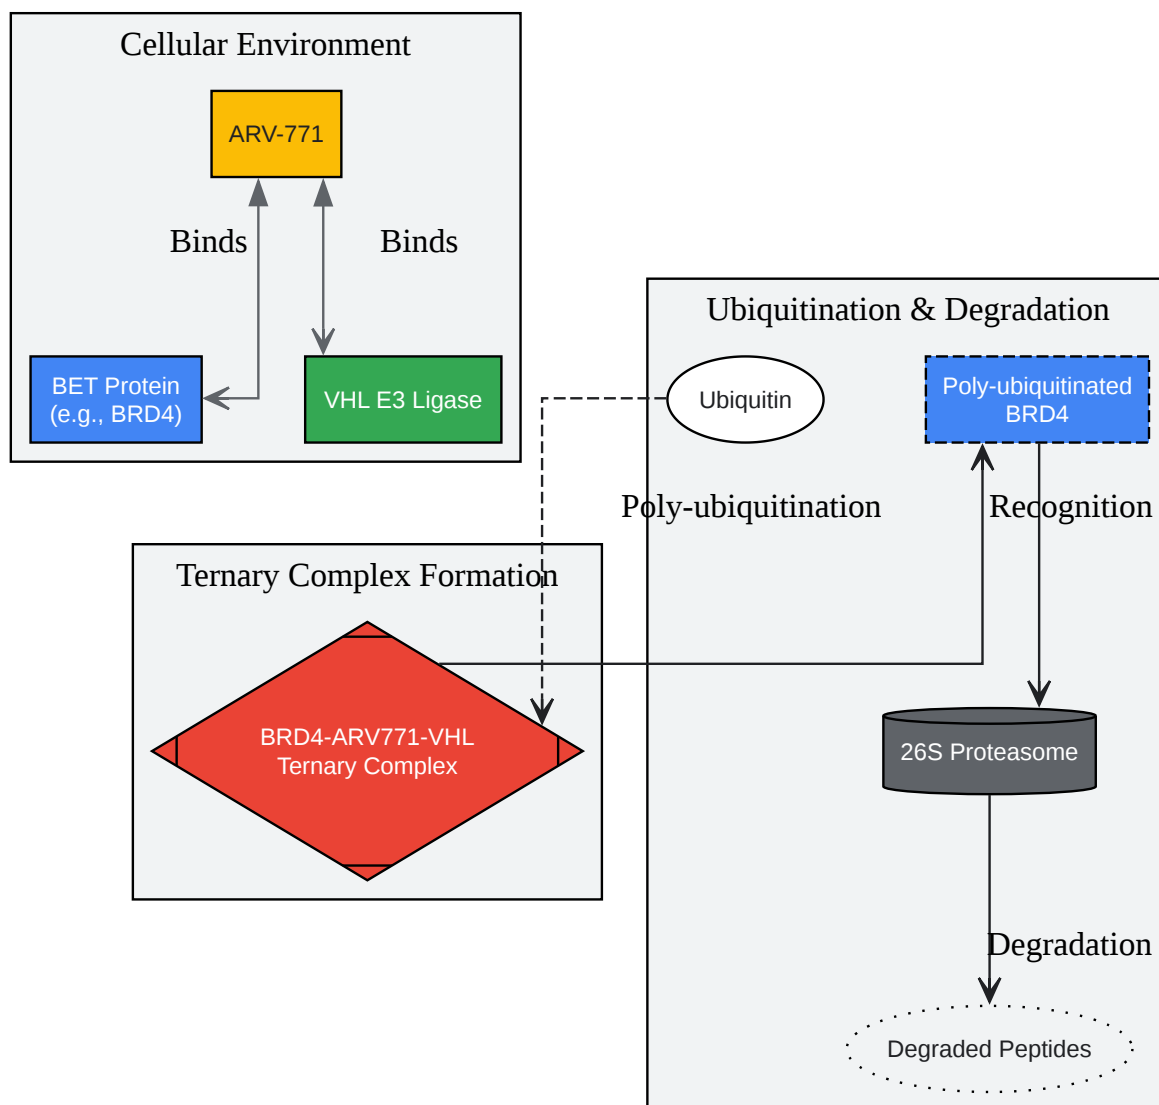 Cellular Environment
ARV-771
Binds
Binds
BET Protein
(e.g., BRD4)
VHL E3 Ligase
Ubiquitination & Degradation
Ubiquitin
Poly-ubiquitinated
BRD4
Poly-ubiquitination
Recognition
Ternary Complex Formation
BRD4-ARV771-VHL
Ternary Complex
26S Proteasome
Degradation
Degraded Peptides